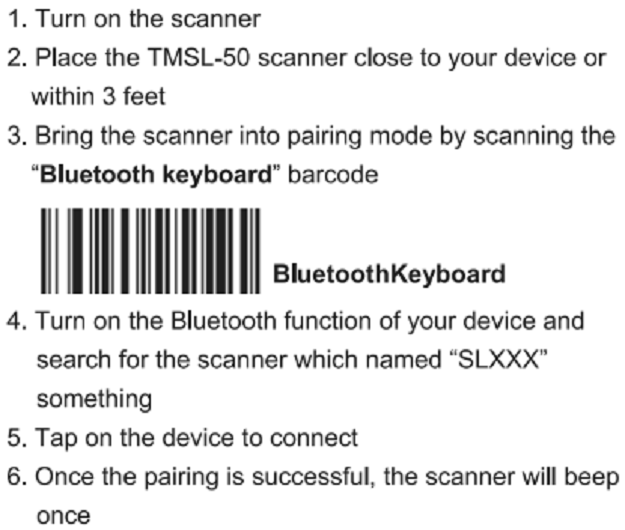 1. Turn on the scanner
2. Place the TMSL-50 scanner close to your device or
within 3 feet
3. Bring the scanner into pairing mode by scanning the
“Bluetooth keyboard” barcode
BluetoothKeyboard
4. Turn on the Bluetooth function of your device and
search for the scanner which named “SLXXX”
something
5. Tap on the device to connect
6. Once the pairing is successful, the scanner will beep
once